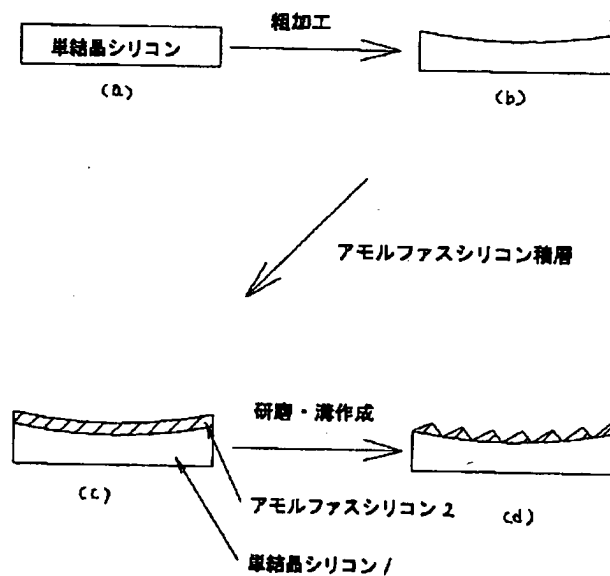 粗加工
単結晶シリコン
(a)
(b)
アモルファスシリコン積層
研磨・溝作成
(c)
アモルファスシリコン2
(d)
単結晶シリコン1